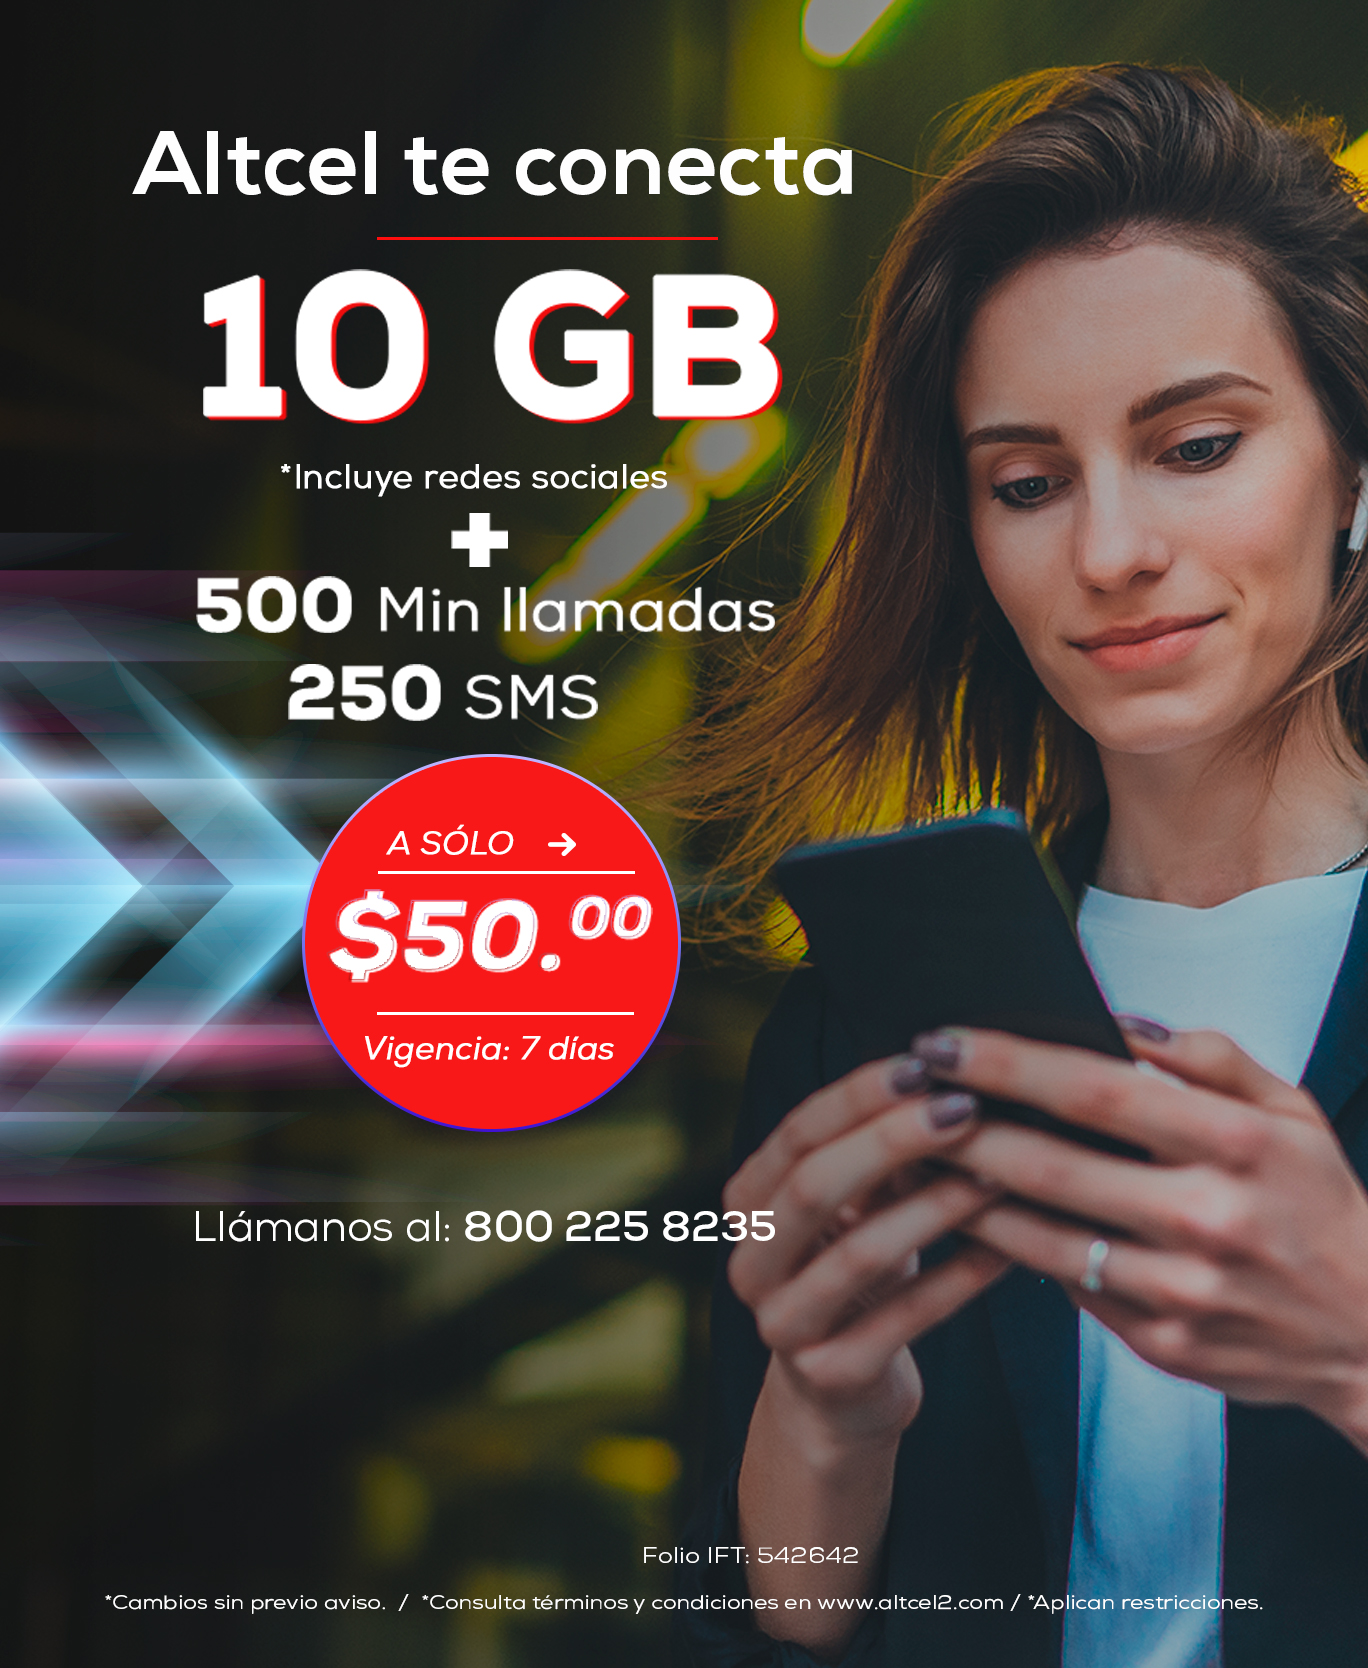 Altcel te conecta
10 GB
*Incluye redes sociales
+
500 Min llamadas
250 SMS
A SÓLO →
$50.00
Vigencia: 7 días
Llámanos al: 800 225 8235
Folio IFT: 542642
*Cambios sin previo aviso. / *Consulta términos y condiciones en www.altcel2.com / *Aplican restricciones.